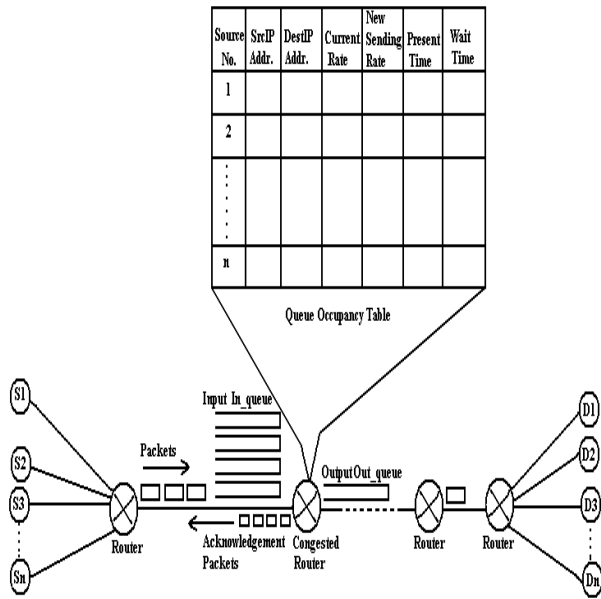 Source No. SrcIP Addr. DestIP Addr. Current Rate New Sending Rate Present Time Wait Time
1
2
n
Queue Occupancy Table
S1
S2
S3
Sn
Input In_queue
Packets
Output Out_queue
Router
Acknowledgement Packets
Congested Router
Router
Router
D1
D2
D3
Dn